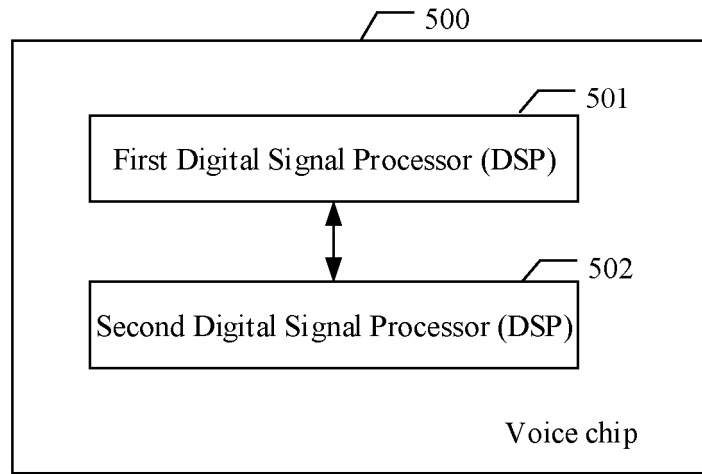 500
501
First Digital Signal Processor (DSP)
502
Second Digital Signal Processor (DSP)
Voice chip